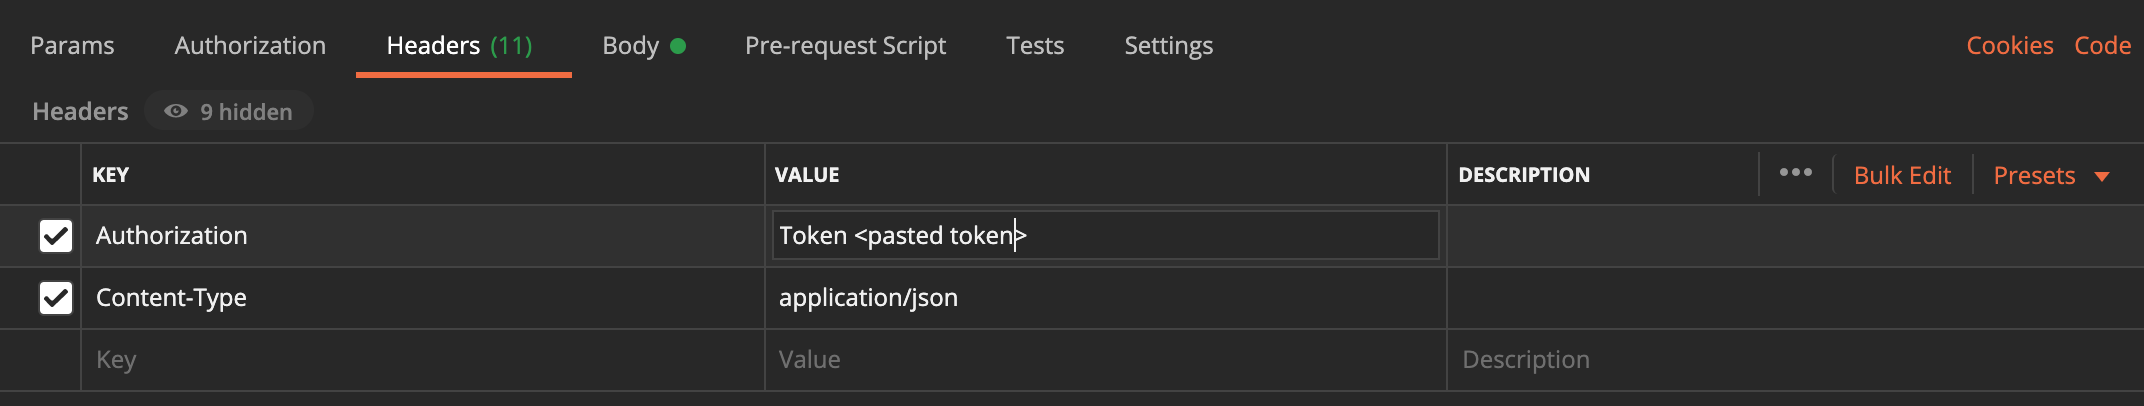 Params Authorization Headers (11) Body Pre-request Script Tests Settings Cookies Code
Headers 9 hidden
KEY VALUE DESCRIPTION ••• Bulk Edit Presets
Authorization Token <pasted token>
Content-Type application/json
Key Value Description